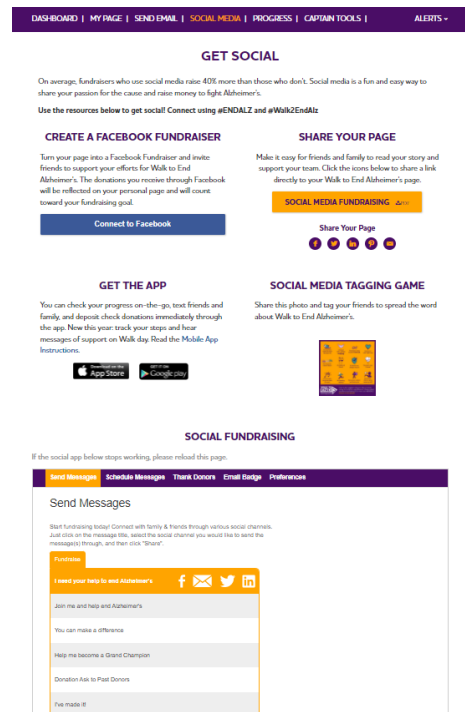 DASHBOARD | MY PAGE | SEND EMAIL | SOCIAL MEDIA | PROGRESS | CAPTAIN TOOLS | ALERTS
GET SOCIAL
On average, fundraisers who use social media raise 40% more than those who don't. Social media is a fun and easy way to
share your passion for the cause and raise money to fight Alzheimer's.
Use the resources below to get social! Connect using #ENDALZ and #Walk2EndAlz
CREATE A FACEBOOK FUNDRAISER
Turn your page into a Facebook Fundraiser and invite
friends to support your efforts for Walk to End
Alzheimer's. The donations you receive through Facebook
will be reflected on your personal page and will count
toward your fundraising goal.
Connect to Facebook
SHARE YOUR PAGE
Make it easy for friends and family to read your story and
support your team. Click the icons below to share a link
directly to your Walk to End Alzheimer's page.
SOCIAL MEDIA FUNDRAISING
Share Your Page
GET THE APP
You can check your progress on-the-go, text friends and
family, and deposit check donations immediately through
the app. New this year: track your steps and hear
messages of support on Walk day. Read the Mobile App
Instructions.
Download on the
App Store
GET IT ON
Google play
SOCIAL MEDIA TAGGING GAME
Share this photo and tag your friends to spread the word
about Walk to End Alzheimer's.
SOCIAL FUNDRAISING
If the social app below stops working, please reload this page.
Send Messages Schedule Messages Thank Donors Email Badge Preferences
Send Messages
Start fundraising today! Connect with family & friends through various social channels.
Just click on the message title, select the social channel you would like to send the
message(s) through, and then click "Share".
Fundraise
I need your help to end Alzheimer's
Join me and help end Alzheimer's
You can make a difference
Help me become a Grand Champion
Donation Ask to Past Donors
I've made it!